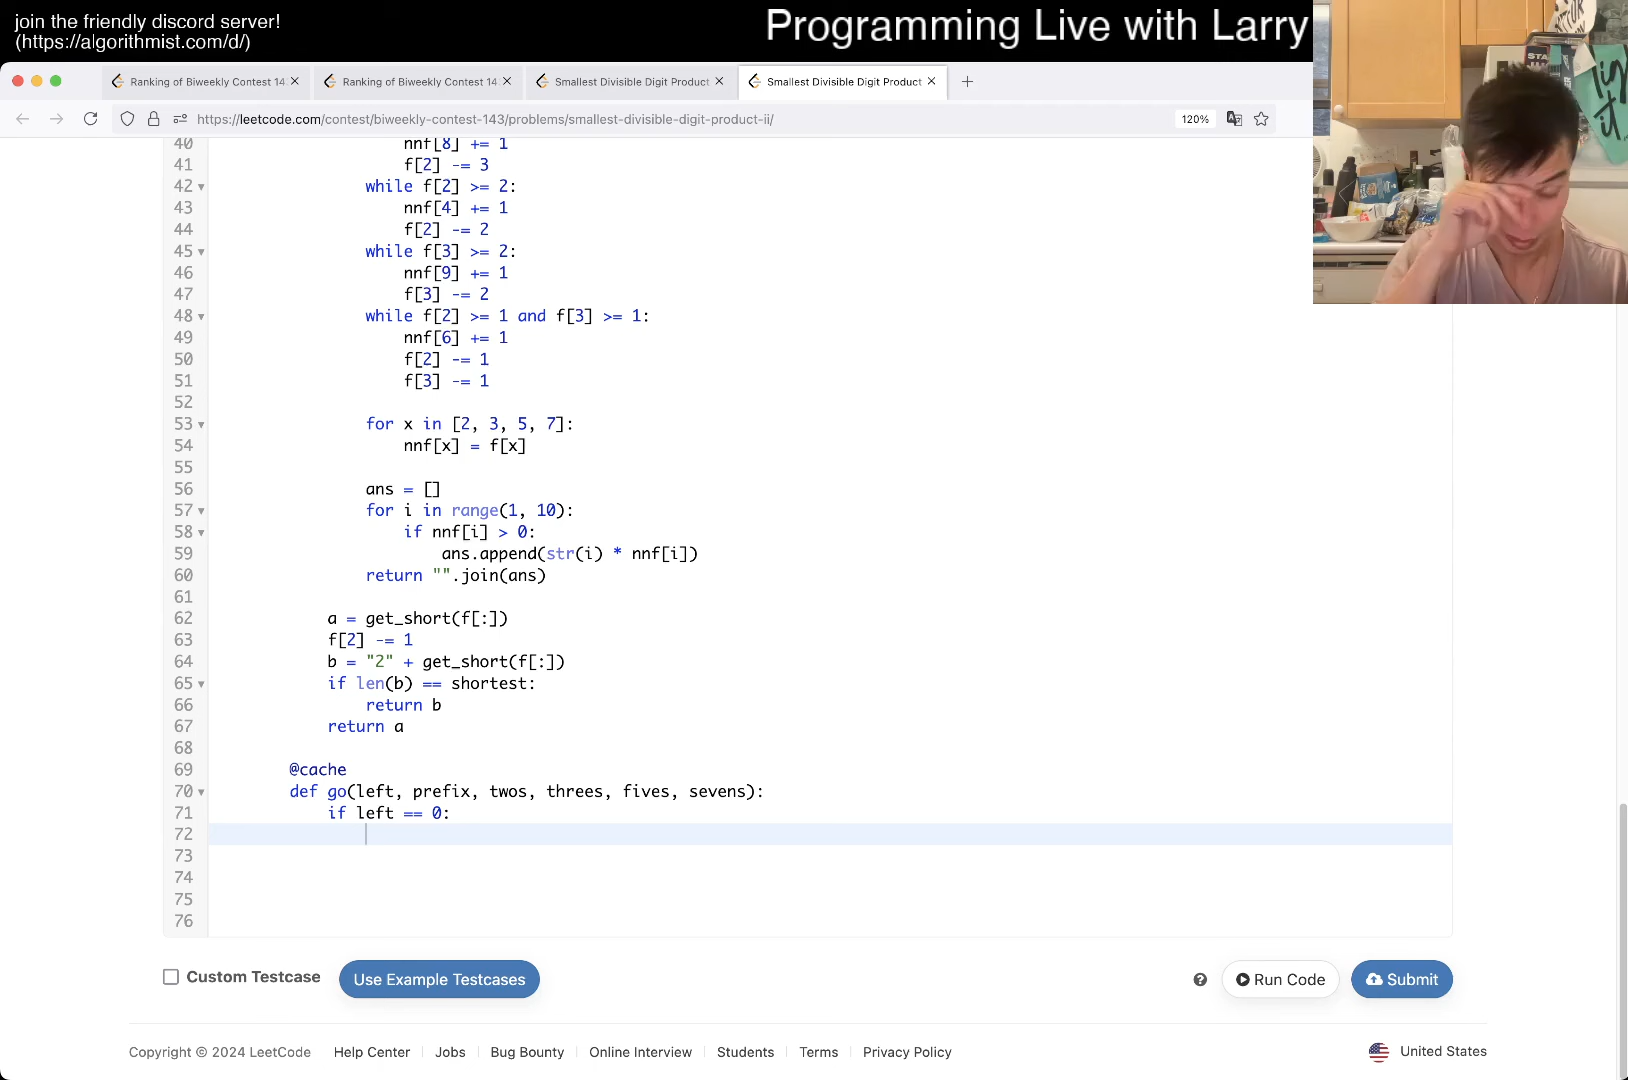 join the friendly discord server!
(https://algorithmist.com/d/)
Programming Live with Larry
Ranking of Biweekly Contest 14
Ranking of Biweekly Contest 14
Smallest Divisible Digit Product
Smallest Divisible Digit Product
https://leetcode.com/contest/biweekly-contest-143/problems/smallest-divisible-digit-product-ii/
120%
40 nnf[8] += 1
41 f[2] -= 3
42 while f[2] >= 2:
43 nnf[4] += 1
44 f[2] -= 2
45 while f[3] >= 2:
46 nnf[9] += 1
47 f[3] -= 2
48 while f[2] >= 1 and f[3] >= 1:
49 nnf[6] += 1
50 f[2] -= 1
51 f[3] -= 1
52
53 for x in [2, 3, 5, 7]:
54 nnf[x] = f[x]
55
56 ans = []
57 for i in range(1, 10):
58 if nnf[i] > 0:
59 ans.append(str(i) * nnf[i])
60 return "".join(ans)
61
62 a = get_short(f[:])
63 f[2] -= 1
64 b = "2" + get_short(f[:])
65 if len(b) == shortest:
66 return b
67 return a
68
69 @cache
70 def go(left, prefix, twos, threes, fives, sevens):
71 if left == 0:
72
73
74
75
76
Custom Testcase
Use Example Testcases
Run Code
Submit
Copyright © 2024 LeetCode
Help Center
Jobs
Bug Bounty
Online Interview
Students
Terms
Privacy Policy
United States